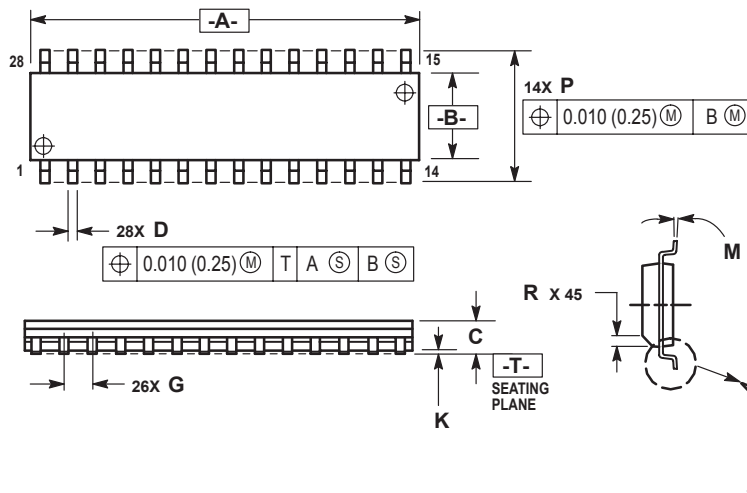 -A-
28
15
14X P
-B-
⌖ 0.010 (0.25) Ⓜ B Ⓜ
1
14
28X D
⌖ 0.010 (0.25) Ⓜ T A Ⓢ B Ⓢ
M
R X 45
C
-T-
26X G
SEATING
PLANE
K